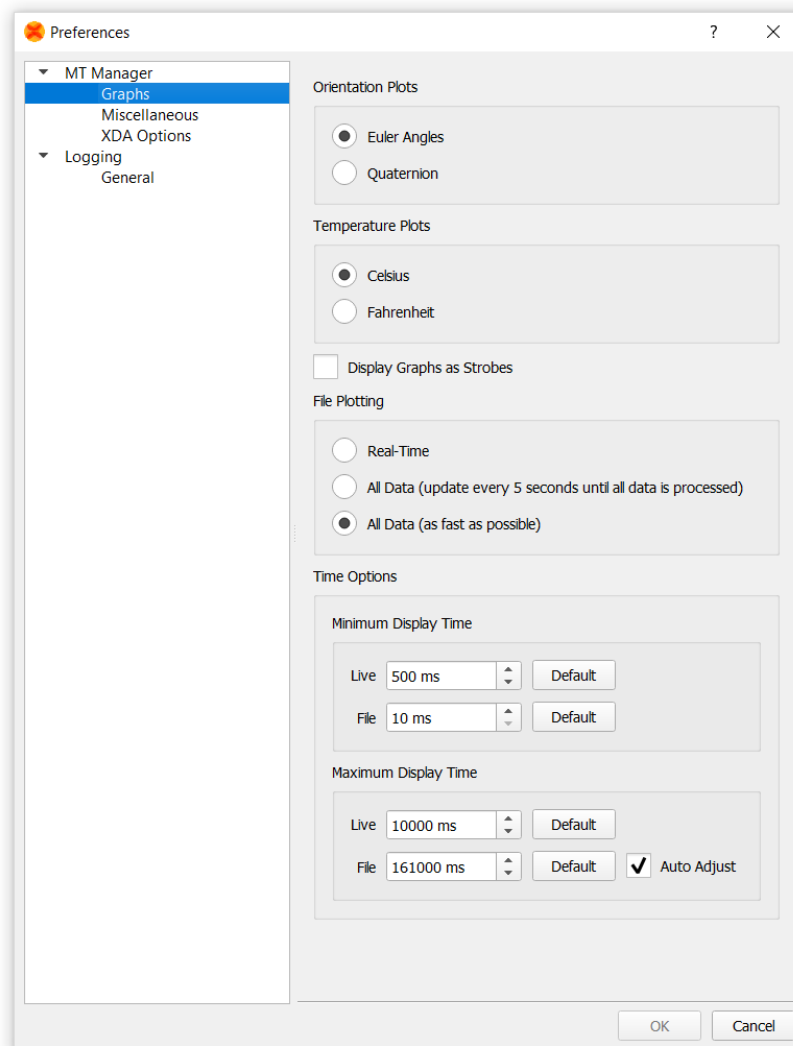 Preferences
?
MT Manager
Graphs
Miscellaneous
XDA Options
Logging
General
Orientation Plots
Euler Angles
Quaternion
Temperature Plots
Celsius
Fahrenheit
Display Graphs as Strobes
File Plotting
Real-Time
All Data (update every 5 seconds until all data is processed)
All Data (as fast as possible)
Time Options
Minimum Display Time
Live 500 ms Default
File 10 ms Default
Maximum Display Time
Live 10000 ms Default
File 161000 ms Default Auto Adjust
OK Cancel